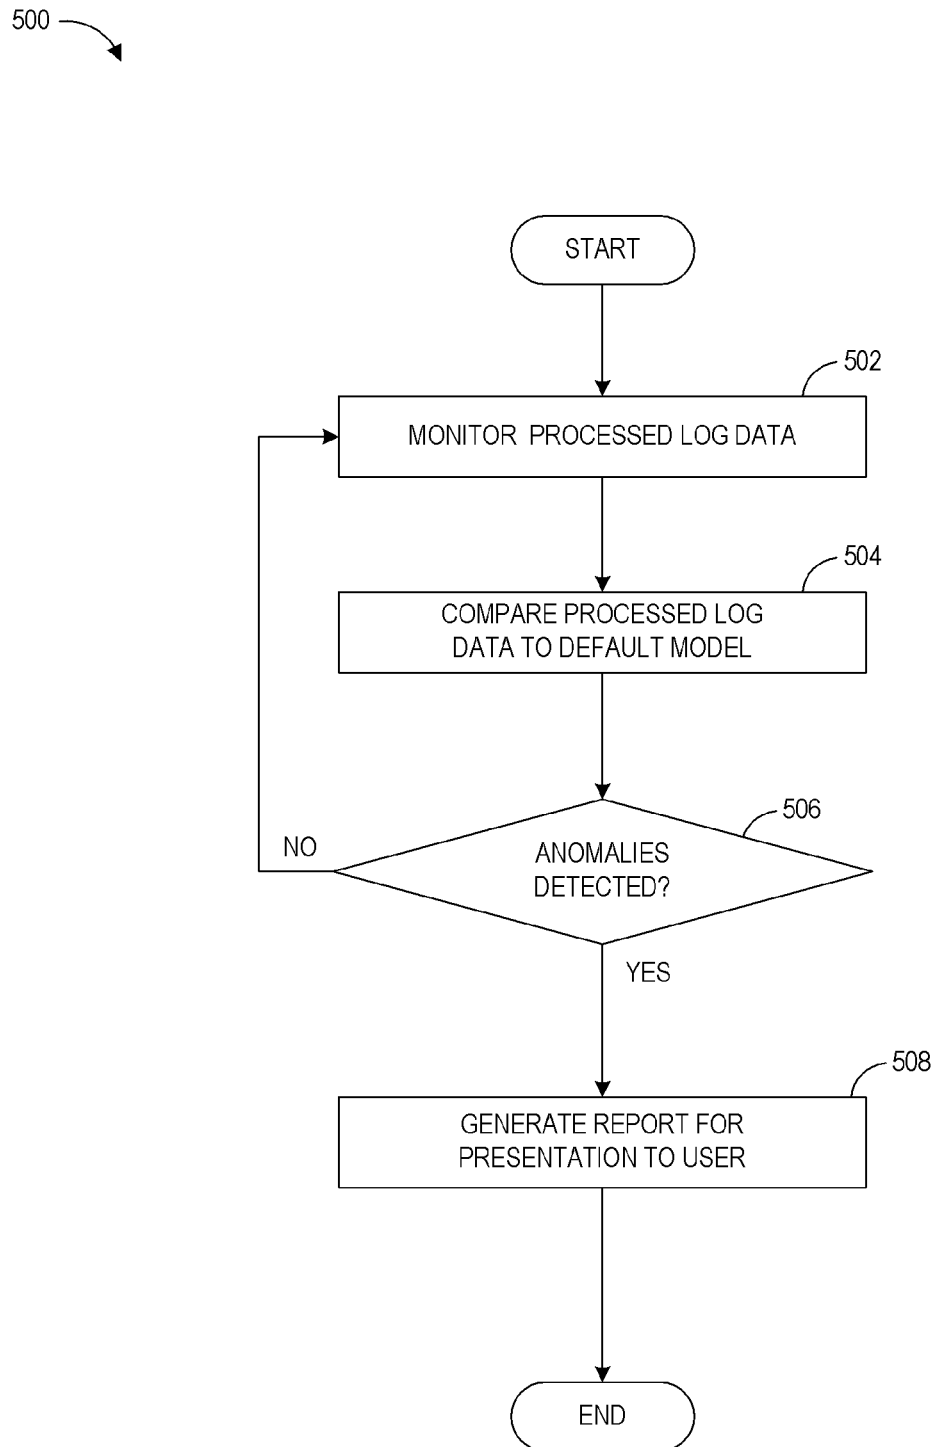 500
START
502
MONITOR PROCESSED LOG DATA
504
COMPARE PROCESSED LOG
DATA TO DEFAULT MODEL
506
ANOMALIES
DETECTED?
NO
YES
508
GENERATE REPORT FOR
PRESENTATION TO USER
END